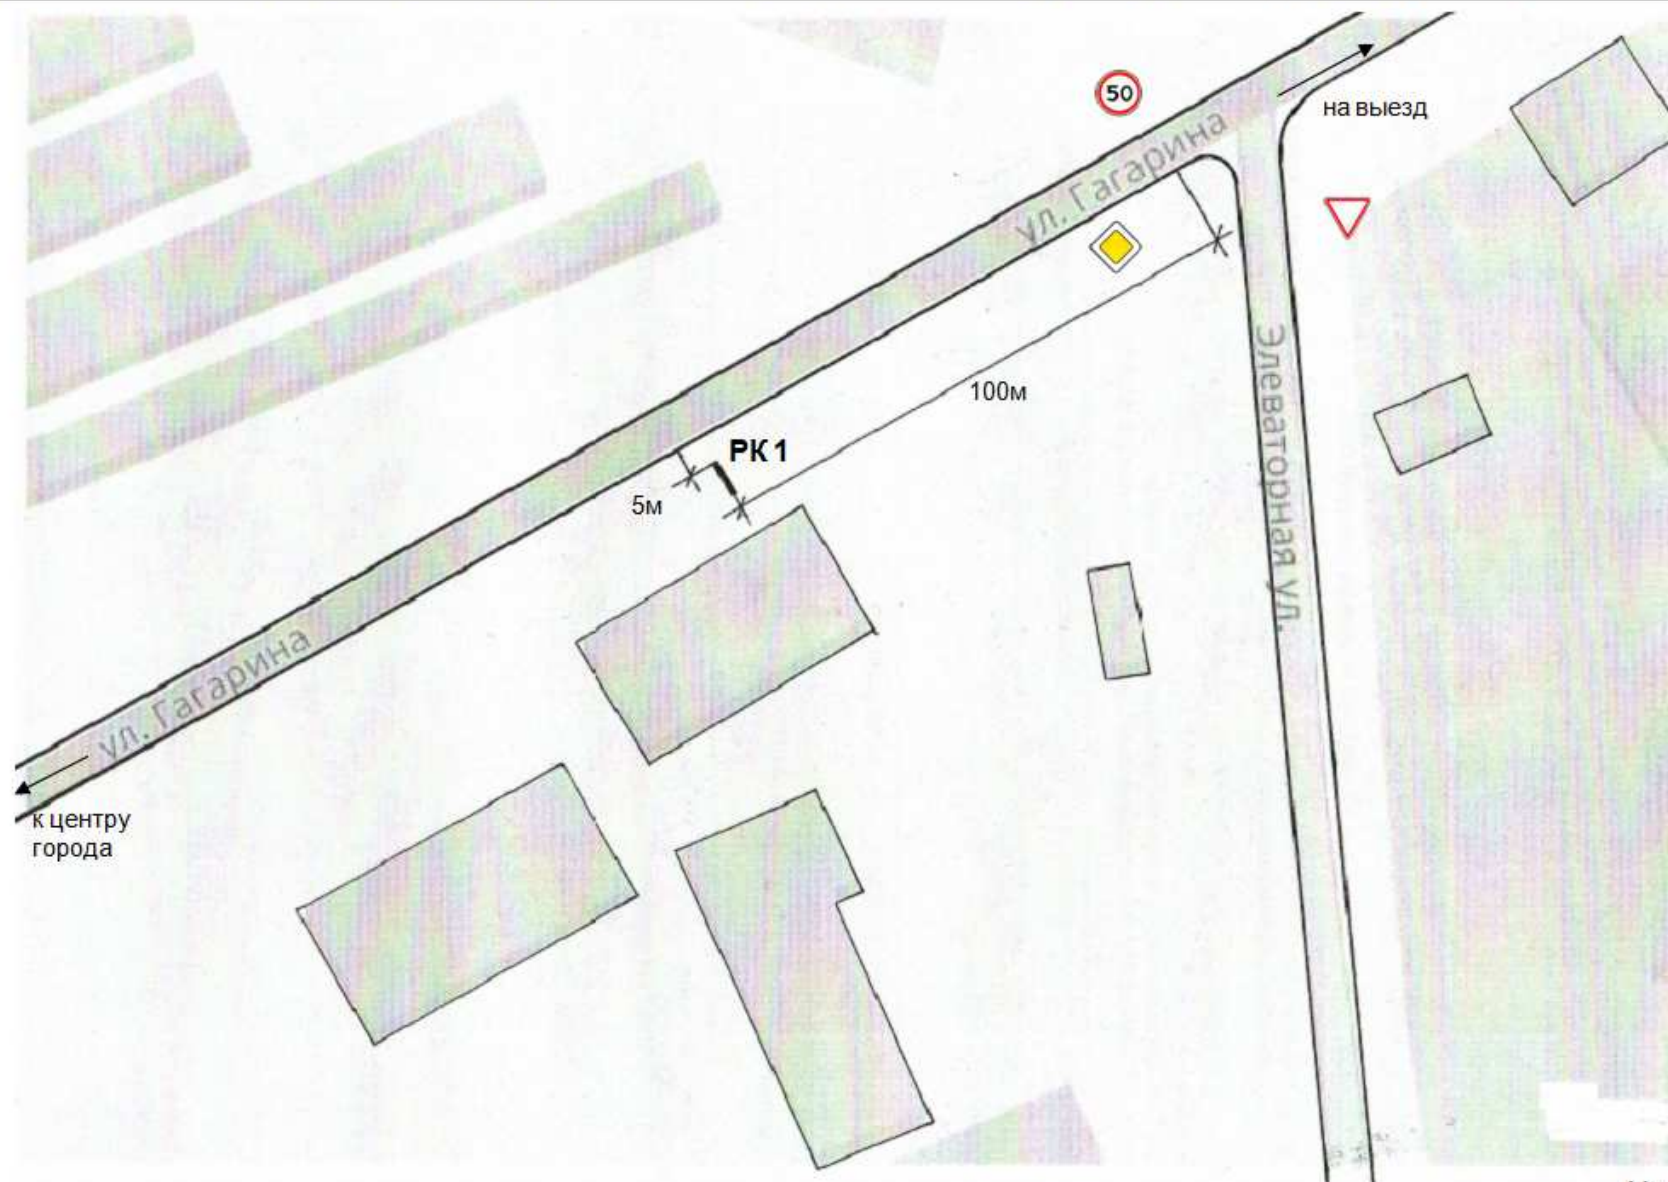 50
на выезд
ул. Гагарина
100м
Элеваторная ул.
РК 1
5м
ул. Гагарина
к центру
города